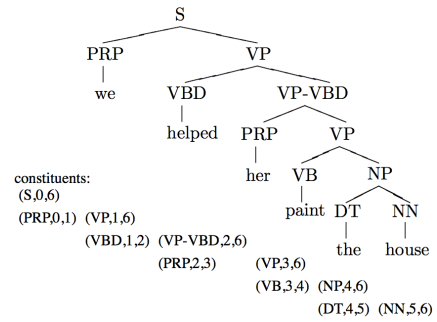 S
PRP VP
we VBD VP-VBD
helped PRP VP
her VB NP
paint DT NN
the house
constituents:
(S,0,6)
(PRP,0,1) (VP,1,6)
(VBD,1,2) (VP-VBD,2,6)
(PRP,2,3) (VP,3,6)
(VB,3,4) (NP,4,6)
(DT,4,5) (NN,5,6)